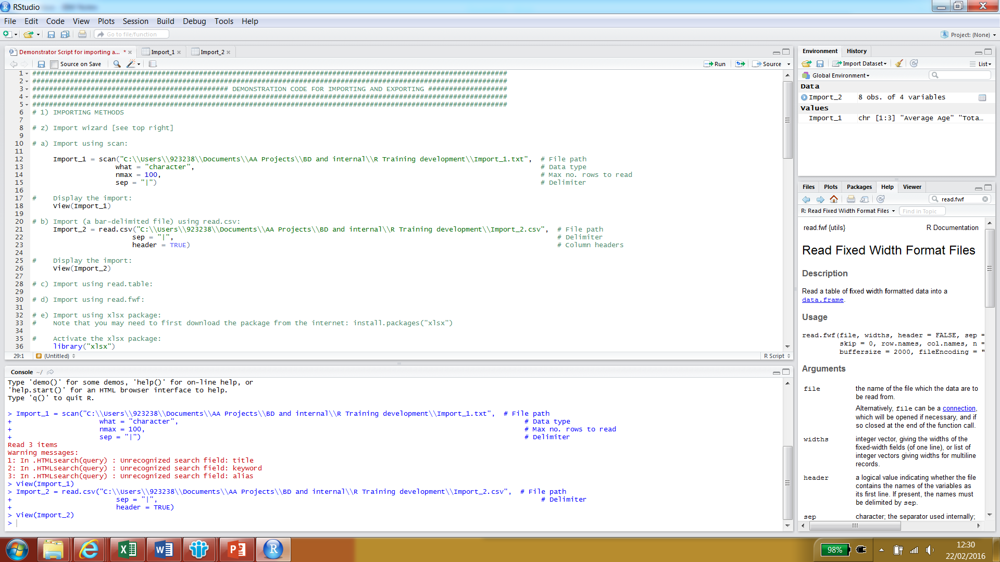 RStudio
File Edit Code View Plots Session Build Debug Tools Help
Go to file/function
Project: (None)
Demonstrator Script for importing a... *
Import_1
Import_2
Source on Save
Run
Source
1 ##################################################################################################################
2 ##################################################################################################################
3 ############################################### DEMONSTRATION CODE FOR IMPORTING AND EXPORTING ###################
4 ##################################################################################################################
5 ##################################################################################################################
6 # 1) IMPORTING METHODS
7
8 # z) Import wizard [see top right]
9
10 # a) Import using scan:
11
12 Import_1 = scan("C:\\Users\\923238\\Documents\\AA Projects\\BD and internal\\R Training development\\Import_1.txt", # File path
13 what = "character", # Data type
14 nmax = 100, # Max no. rows to read
15 sep = "|") # Delimiter
16
17 # Display the import:
18 View(Import_1)
19
20 # b) Import (a bar-delimited file) using read.csv:
21 Import_2 = read.csv("C:\\Users\\923238\\Documents\\AA Projects\\BD and internal\\R Training development\\Import_2.csv", # File path
22 sep = "|", # Delimiter
23 header = TRUE) # Column headers
24
25 # Display the import:
26 View(Import_2)
27
28 # c) Import using read.table:
29
30 # d) Import using read.fwf:
31
32 # e) Import using xlsx package:
33 # Note that you may need to first download the package from the internet: install.packages("xlsx")
34
35 # Activate the xlsx package:
36 library("xlsx")
29:1 # (Untitled)
R Script
Console ~/
Type 'demo()' for some demos, 'help()' for on-line help, or
'help.start()' for an HTML browser interface to help.
Type 'q()' to quit R.
> Import_1 = scan("C:\\Users\\923238\\Documents\\AA Projects\\BD and internal\\R Training development\\Import_1.txt", # File path
+ what = "character", # Data type
+ nmax = 100, # Max no. rows to read
+ sep = "|") # Delimiter
Read 3 items
Warning messages:
1: In .HTMLsearch(query) : Unrecognized search field: title
2: In .HTMLsearch(query) : Unrecognized search field: keyword
3: In .HTMLsearch(query) : Unrecognized search field: alias
> View(Import_1)
> Import_2 = read.csv("C:\\Users\\923238\\Documents\\AA Projects\\BD and internal\\R Training development\\Import_2.csv", # File path
+ sep = "|", # Delimiter
+ header = TRUE)
> View(Import_2)
>
Environment History
Import Dataset
List
Global Environment
Data
Import_2 8 obs. of 4 variables
Values
Import_1 chr [1:3] "Average Age" "Tota...
Files Plots Packages Help Viewer
read.fwf
R: Read Fixed Width Format Files
Find in Topic
read.fwf {utils}
R Documentation
Read Fixed Width Format Files
Description
Read a table of fixed width formatted data into a
data.frame.
Usage
read.fwf(file, widths, header = FALSE, sep =
skip = 0, row.names, col.names, n =
buffersize = 2000, fileEncoding = "
Arguments
file the name of the file which the data are to
be read from.
Alternatively, file can be a connection,
which will be opened if necessary, and if
so closed at the end of the function call.
widths integer vector, giving the widths of the
fixed-width fields (of one line), or list of
integer vectors giving widths for multiline
records.
header a logical value indicating whether the file
contains the names of the variables as
its first line. If present, the names must
be delimited by sep.
sep character; the separator used internally;
98%
12:30
22/02/2016